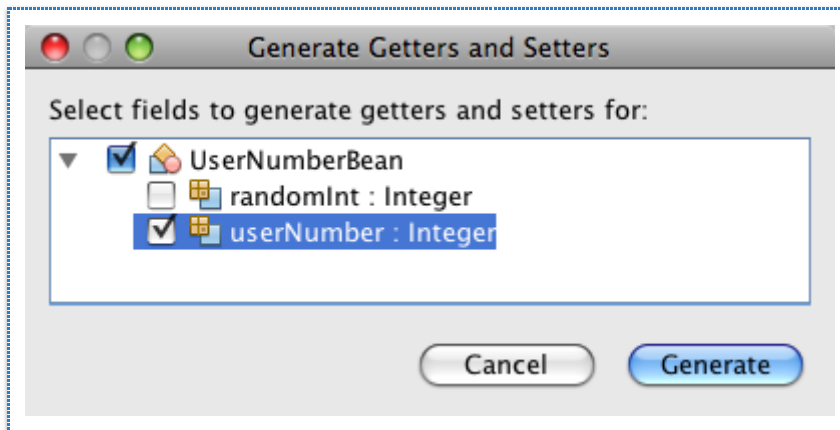 Generate Getters and Setters
Select fields to generate getters and setters for:
UserNumberBean
randomInt : Integer
userNumber : Integer
Cancel Generate